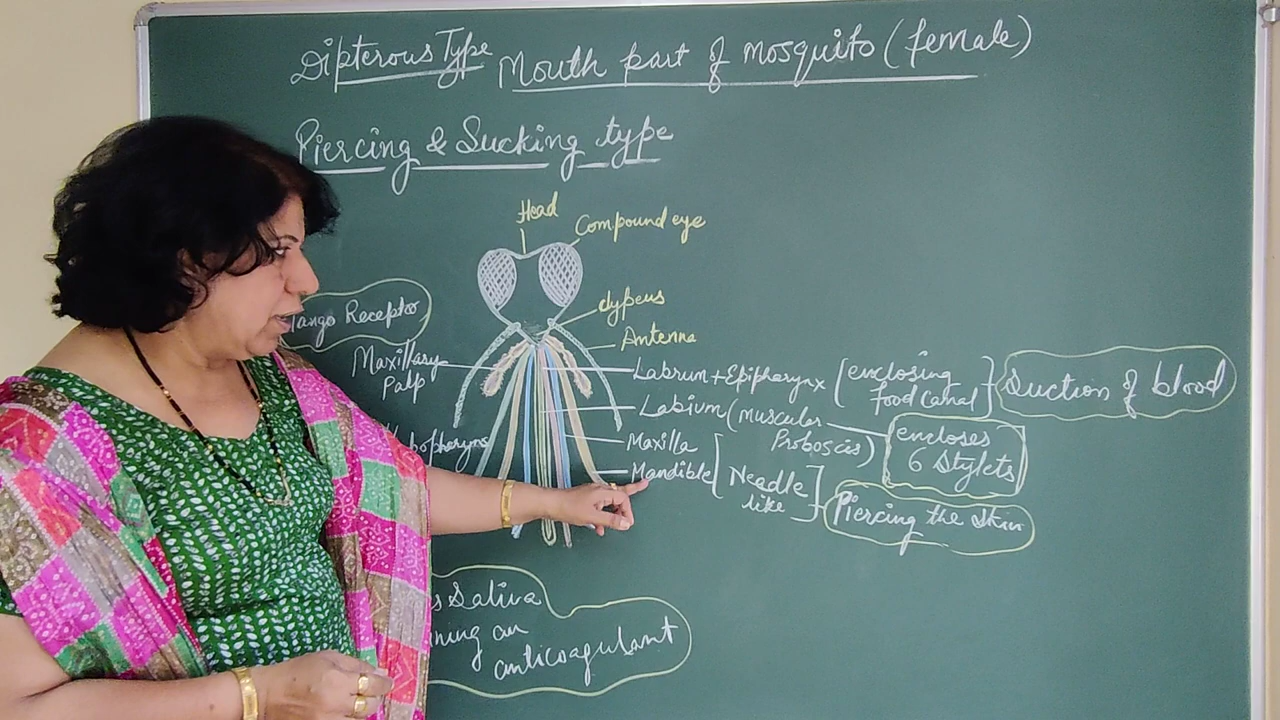 Dipterous Type Mouth part of mosquito (female)
Piercing & Sucking type
Head
Compound eye
clypeus
Tango Receptor
Antenna
Maxillary
Palp
Labrum + Epipharynx [enclosing
food canal] Suction of blood
Labium (muscular
Proboscis) encloses
6 Stylets
Maxilla
Mandible [Needle
like] Piercing the skin
s Saliva
ning an
anticoagulant